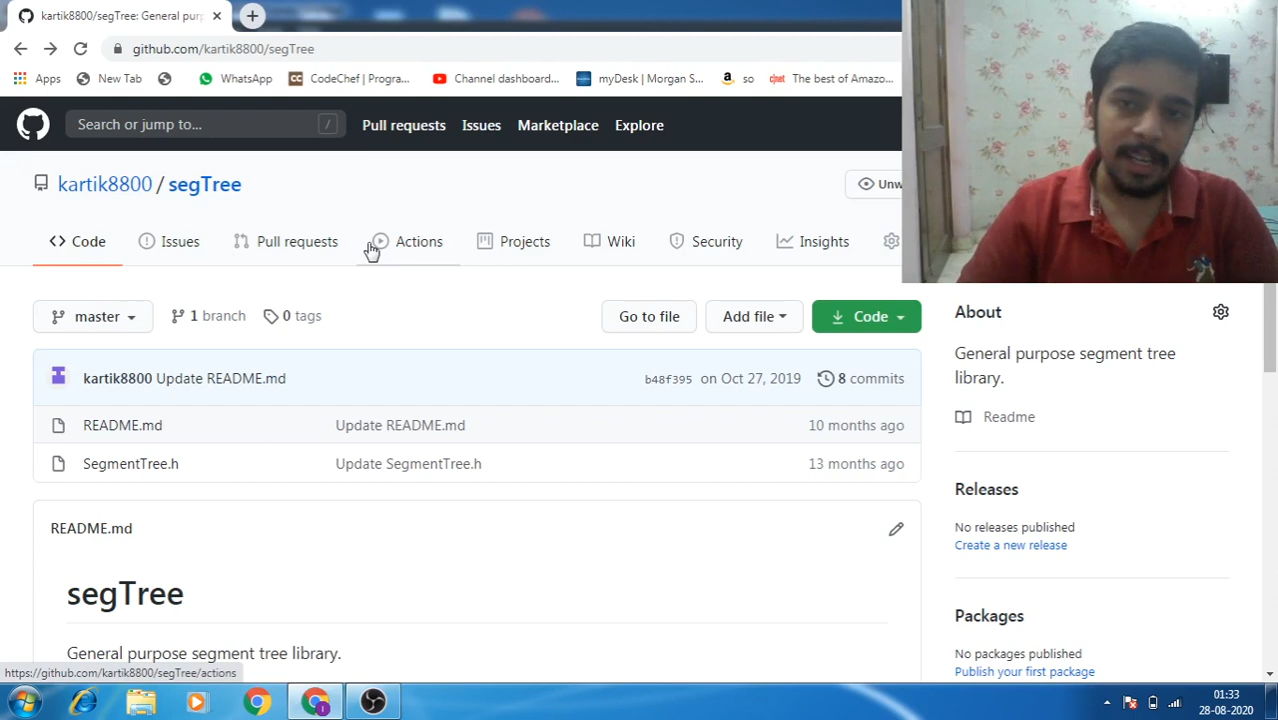 kartik8800/segTree: General pur
github.com/kartik8800/segTree
Apps New Tab WhatsApp CodeChef | Progra... Channel dashboard... myDesk | Morgan S... so The best of Amazo...
Search or jump to... / Pull requests Issues Marketplace Explore
kartik8800 / segTree
Unw
Code Issues Pull requests Actions Projects Wiki Security Insights
master 1 branch 0 tags Go to file Add file Code
kartik8800 Update README.md b48f395 on Oct 27, 2019 8 commits
README.md Update README.md 10 months ago
SegmentTree.h Update SegmentTree.h 13 months ago
README.md
segTree
General purpose segment tree library.
About
General purpose segment tree
library.
Readme
Releases
No releases published
Create a new release
Packages
No packages published
Publish your first package
https://github.com/kartik8800/segTree/actions
01:33
28-08-2020